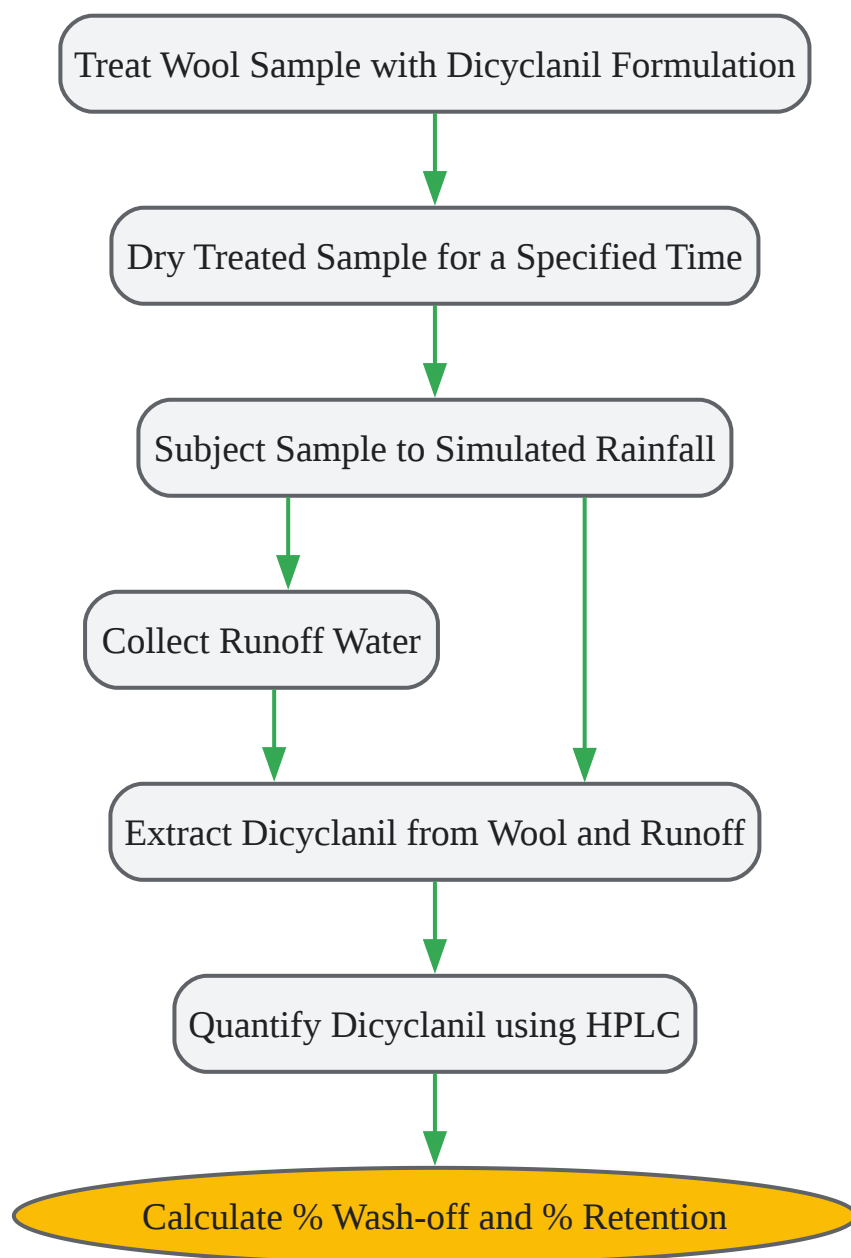 Treat Wool Sample with Dicyclanil Formulation
Dry Treated Sample for a Specified Time
Subject Sample to Simulated Rainfall
Collect Runoff Water
Extract Dicyclanil from Wool and Runoff
Quantify Dicyclanil using HPLC
Calculate % Wash-off and % Retention